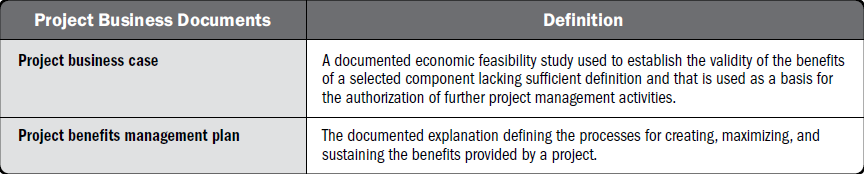 Project Business Documents
Definition
Project business case
A documented economic feasibility study used to establish the validity of the benefits
of a selected component lacking sufficient definition and that is used as a basis for
the authorization of further project management activities.
Project benefits management plan
The documented explanation defining the processes for creating, maximizing, and
sustaining the benefits provided by a project.